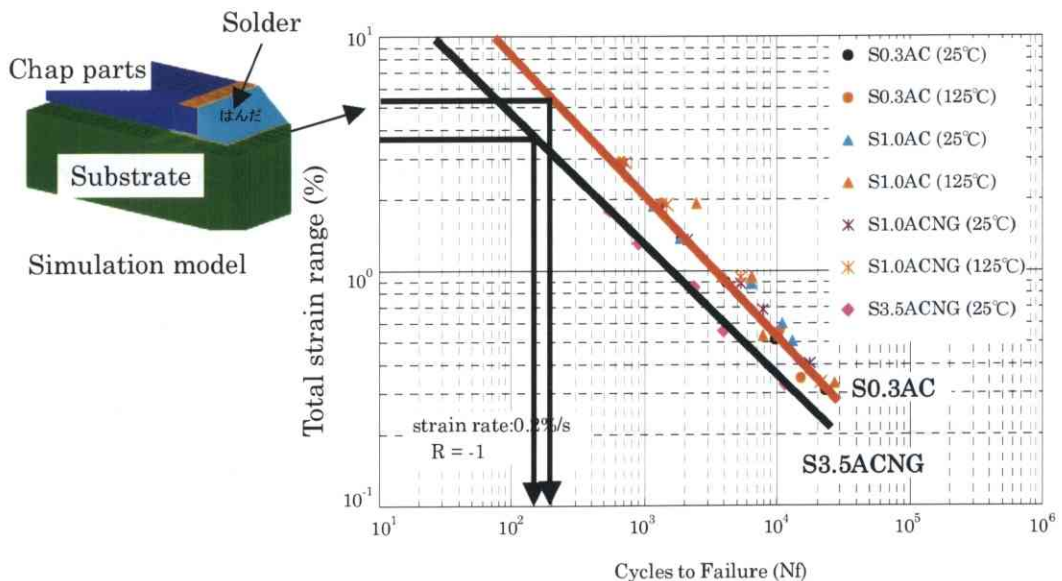 Solder
Chap parts
はんだ
Substrate
Simulation model
Total strain range (%)
10¹
10⁰
10⁻¹
10¹
10²
10³
10⁴
10⁵
10⁶
Cycles to Failure (Nf)
S0.3AC (25℃)
S0.3AC (125℃)
S1.0AC (25℃)
S1.0AC (125℃)
S1.0ACNG (25℃)
S1.0ACNG (125℃)
S3.5ACNG (25℃)
S0.3AC
S3.5ACNG
strain rate:0.2%/s
R = -1